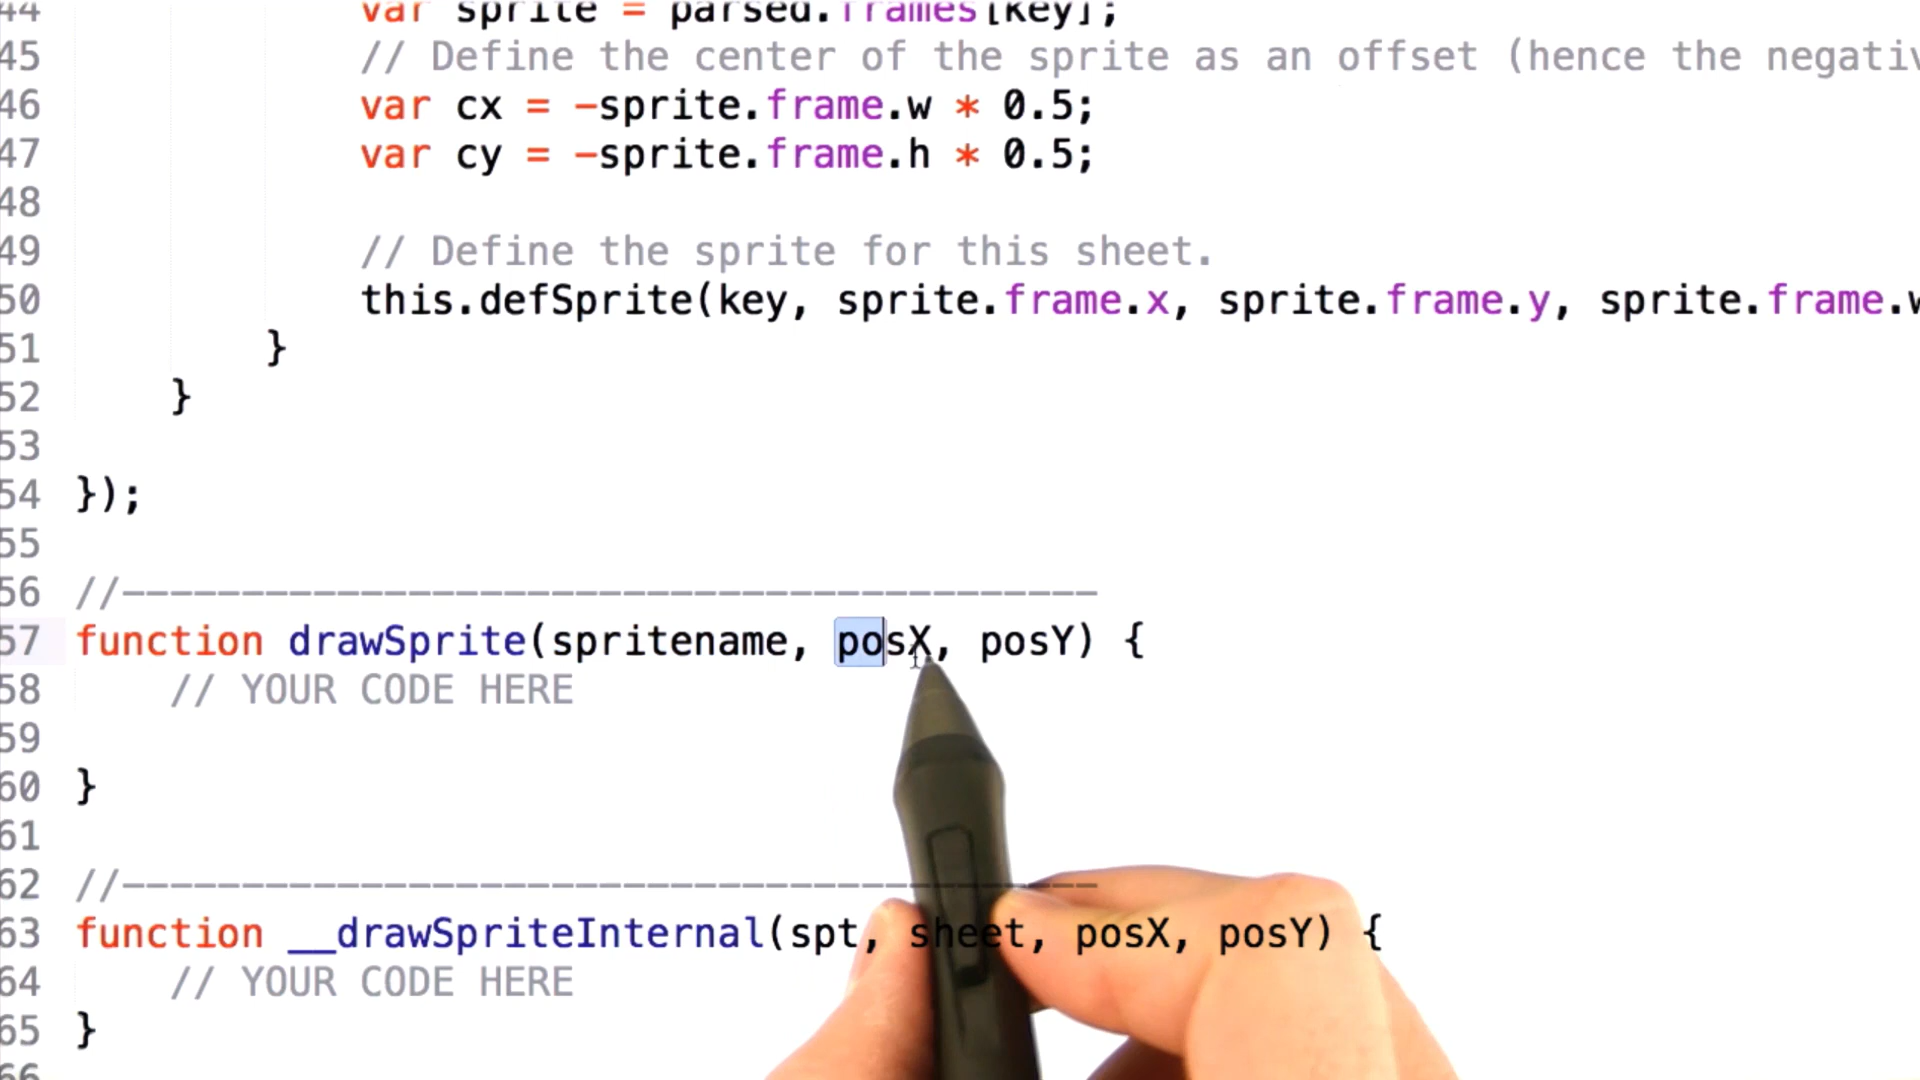 44 var sprite = parsed.frames[key];
45 // Define the center of the sprite as an offset (hence the negativ
46 var cx = -sprite.frame.w * 0.5;
47 var cy = -sprite.frame.h * 0.5;
48
49 // Define the sprite for this sheet.
50 this.defSprite(key, sprite.frame.x, sprite.frame.y, sprite.frame.w
51 }
52 }
53
54 });
55
56 //-----------------------------------------
57 function drawSprite(spritename, posX, posY) {
58 // YOUR CODE HERE
59
60 }
61
62 //-----------------------------------------
63 function __drawSpriteInternal(spt, sheet, posX, posY) {
64 // YOUR CODE HERE
65 }
66